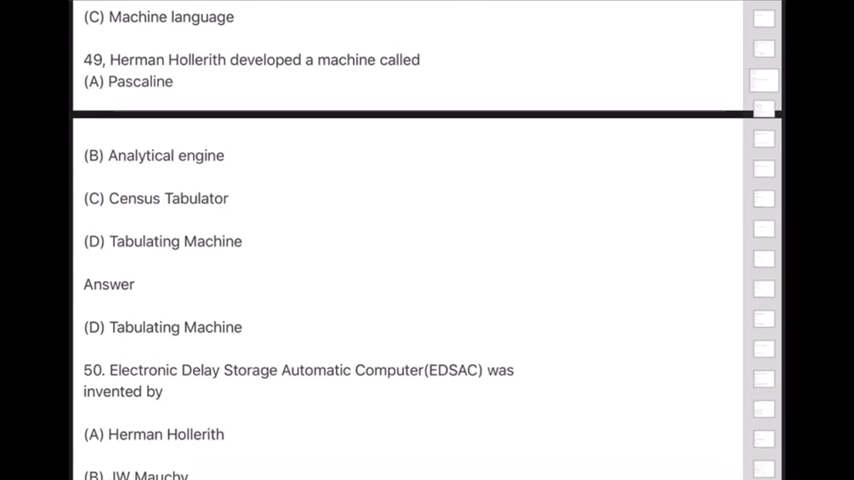 (C) Machine language
49, Herman Hollerith developed a machine called
(A) Pascaline
(B) Analytical engine
(C) Census Tabulator
(D) Tabulating Machine
Answer
(D) Tabulating Machine
50. Electronic Delay Storage Automatic Computer(EDSAC) was
invented by
(A) Herman Hollerith
(B) JW Mauchy